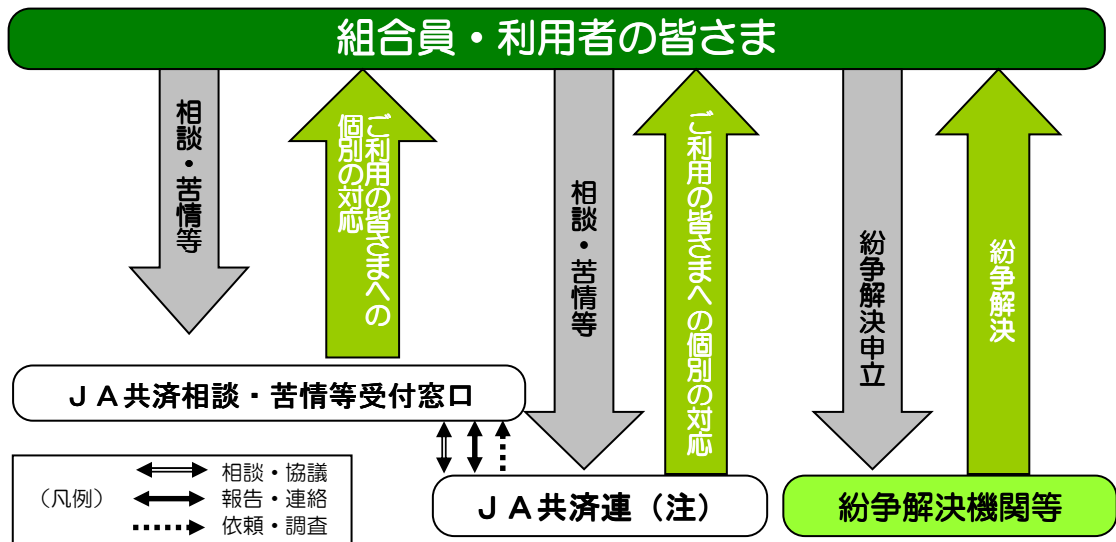 組合員・利用者の皆さま
相談・苦情等
ご利用の皆さまへの
個別の対応
相談・苦情等
ご利用の皆さまへの個別の対応
紛争解決申立
紛争解決
ＪＡ共済相談・苦情等受付窓口
ＪＡ共済連（注）
紛争解決機関等
（凡例）
相談・協議
報告・連絡
依頼・調査